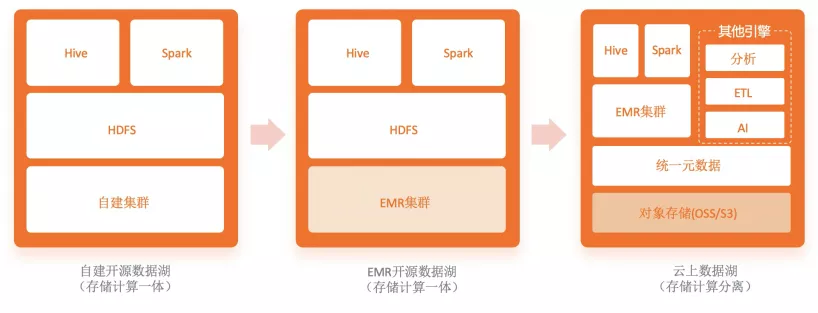 Hive
Spark
HDFS
自建集群
自建开源数据湖
（存储计算一体）
Hive
Spark
HDFS
EMR集群
EMR开源数据湖
（存储计算一体）
Hive
Spark
EMR集群
其他引擎
分析
ETL
AI
统一元数据
对象存储(OSS/S3)
云上数据湖
（存储计算分离）